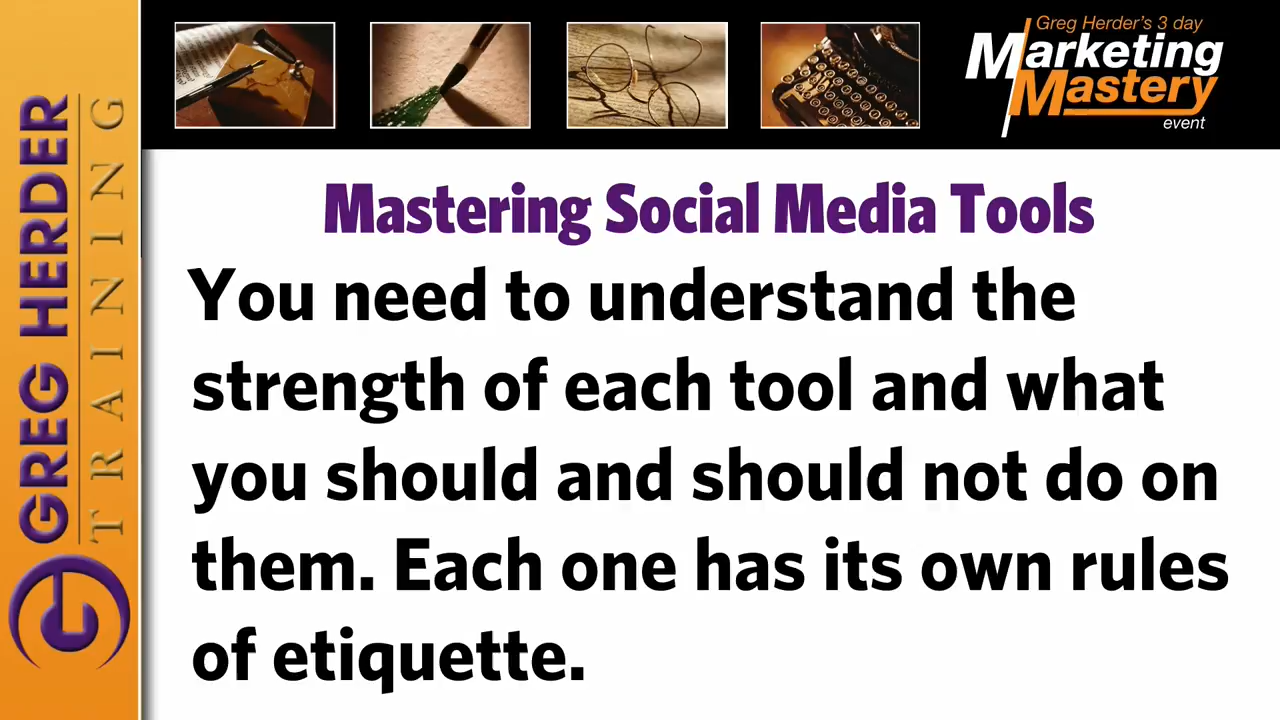 Greg Herder's 3 day
Marketing
Mastery
event
GREG HERDER
TRAINING
Mastering Social Media Tools
You need to understand the
strength of each tool and what
you should and should not do on
them. Each one has its own rules
of etiquette.